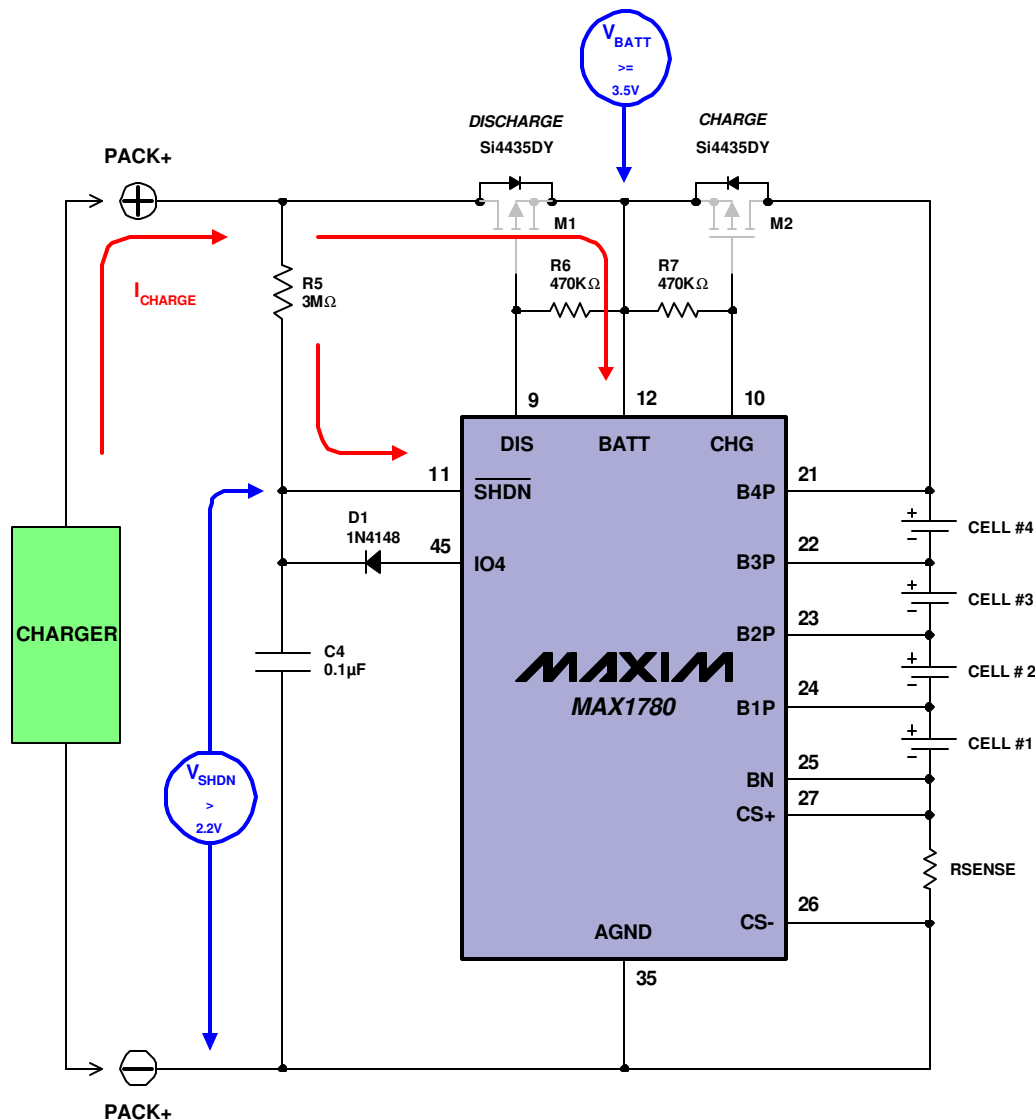 V BATT
>=
3.5V
DISCHARGE
Si4435DY
CHARGE
Si4435DY
PACK+
M1
M2
I CHARGE
R5
3MΩ
R6
470KΩ
R7
470KΩ
9
12
10
DIS
BATT
CHG
11
SHDN
21
B4P
D1
1N4148
45
IO4
22
B3P
CELL #4
CELL #3
23
B2P
CHARGER
C4
0.1µF
MAXIM
MAX1780
CELL # 2
24
B1P
CELL #1
25
BN
27
CS+
V SHDN
>
2.2V
RSENSE
26
CS-
AGND
35
PACK+